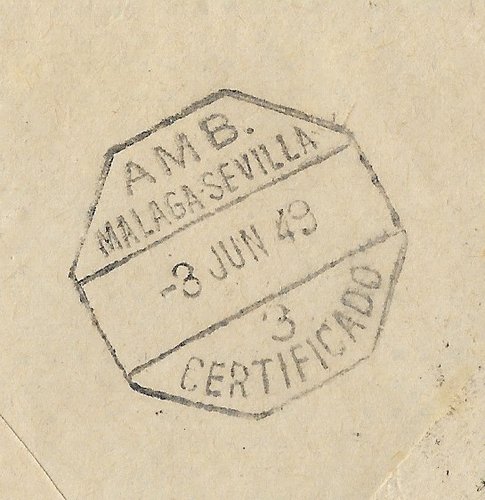 AMB.
MALAGA-SEVILLA
-3 JUN 49
3
CERTIFICADO